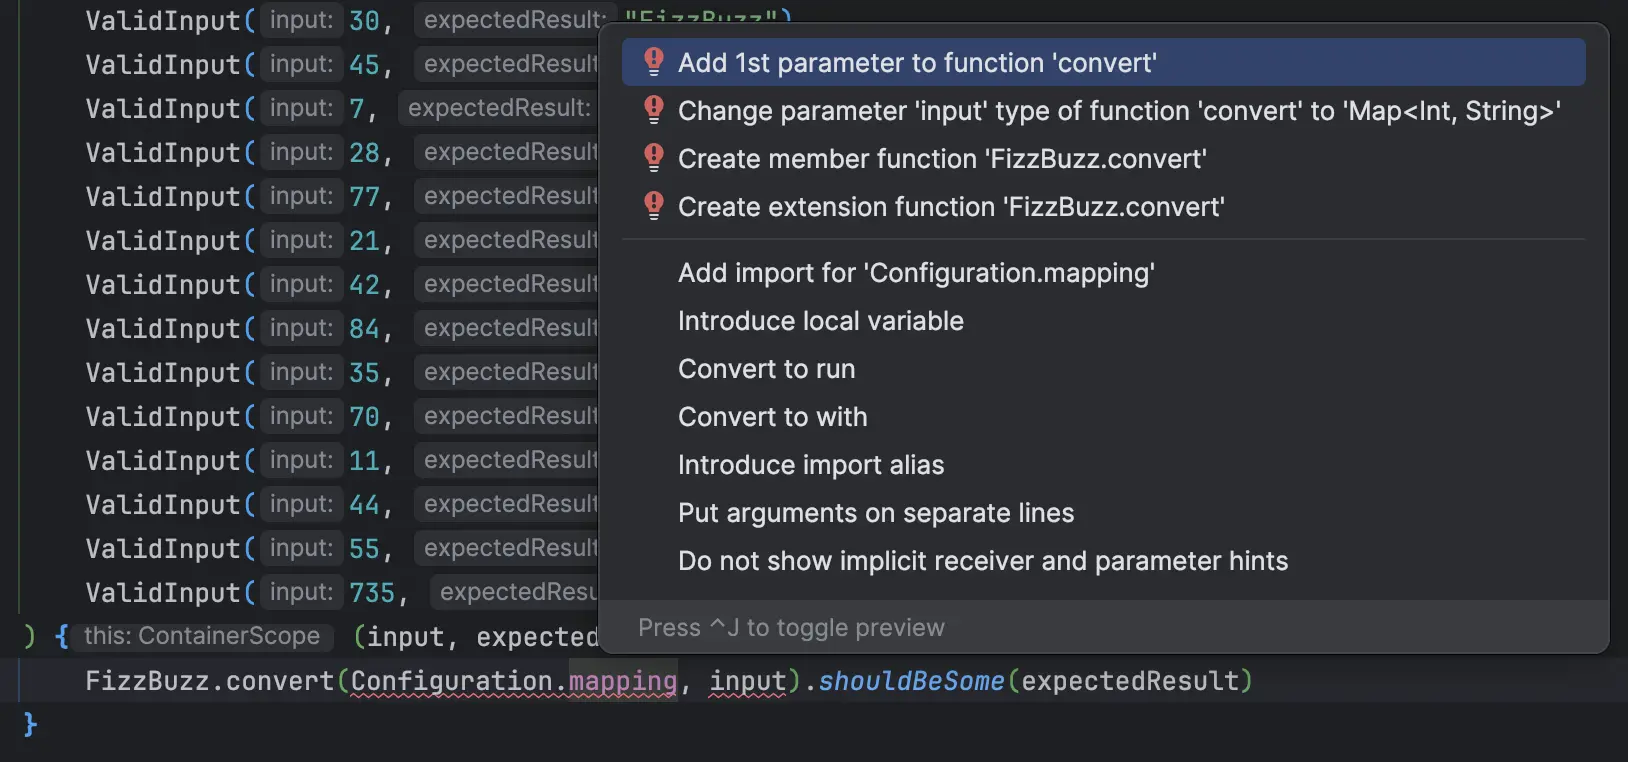 ValidInput( input: 30, expectedResult: "FizzBuzz")
ValidInput( input: 45, expectedResult
ValidInput( input: 7, expectedResult:
ValidInput( input: 28, expectedResult
ValidInput( input: 77, expectedResult
ValidInput( input: 21, expectedResult
ValidInput( input: 42, expectedResult
ValidInput( input: 84, expectedResult
ValidInput( input: 35, expectedResult
ValidInput( input: 70, expectedResult
ValidInput( input: 11, expectedResult
ValidInput( input: 44, expectedResult
ValidInput( input: 55, expectedResult
ValidInput( input: 735, expectedResu
) { this: ContainerScope (input, expected
FizzBuzz.convert(Configuration.mapping, input).shouldBeSome(expectedResult)
}
Add 1st parameter to function 'convert'
Change parameter 'input' type of function 'convert' to 'Map<Int, String>'
Create member function 'FizzBuzz.convert'
Create extension function 'FizzBuzz.convert'
Add import for 'Configuration.mapping'
Introduce local variable
Convert to run
Convert to with
Introduce import alias
Put arguments on separate lines
Do not show implicit receiver and parameter hints
Press ^J to toggle preview